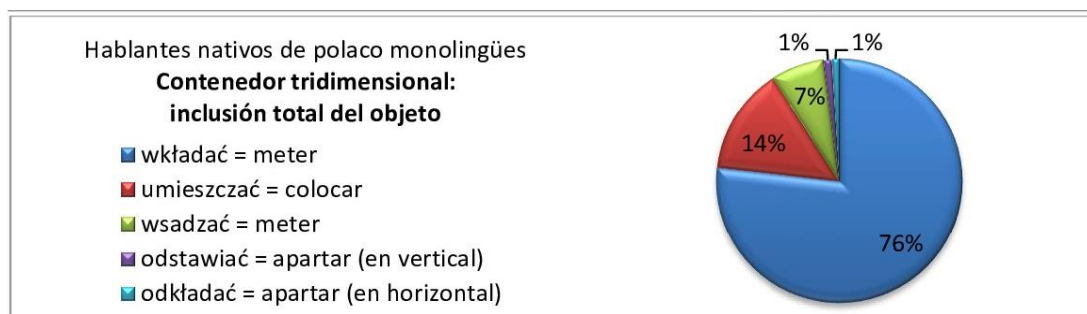 Hablantes nativos de polaco monolingües
Contenedor tridimensional:
inclusión total del objeto
wkładać = meter
umieszczać = colocar
wsadzać = meter
odstawiać = apartar (en vertical)
odkładać = apartar (en horizontal)
1%
1%
7%
14%
76%